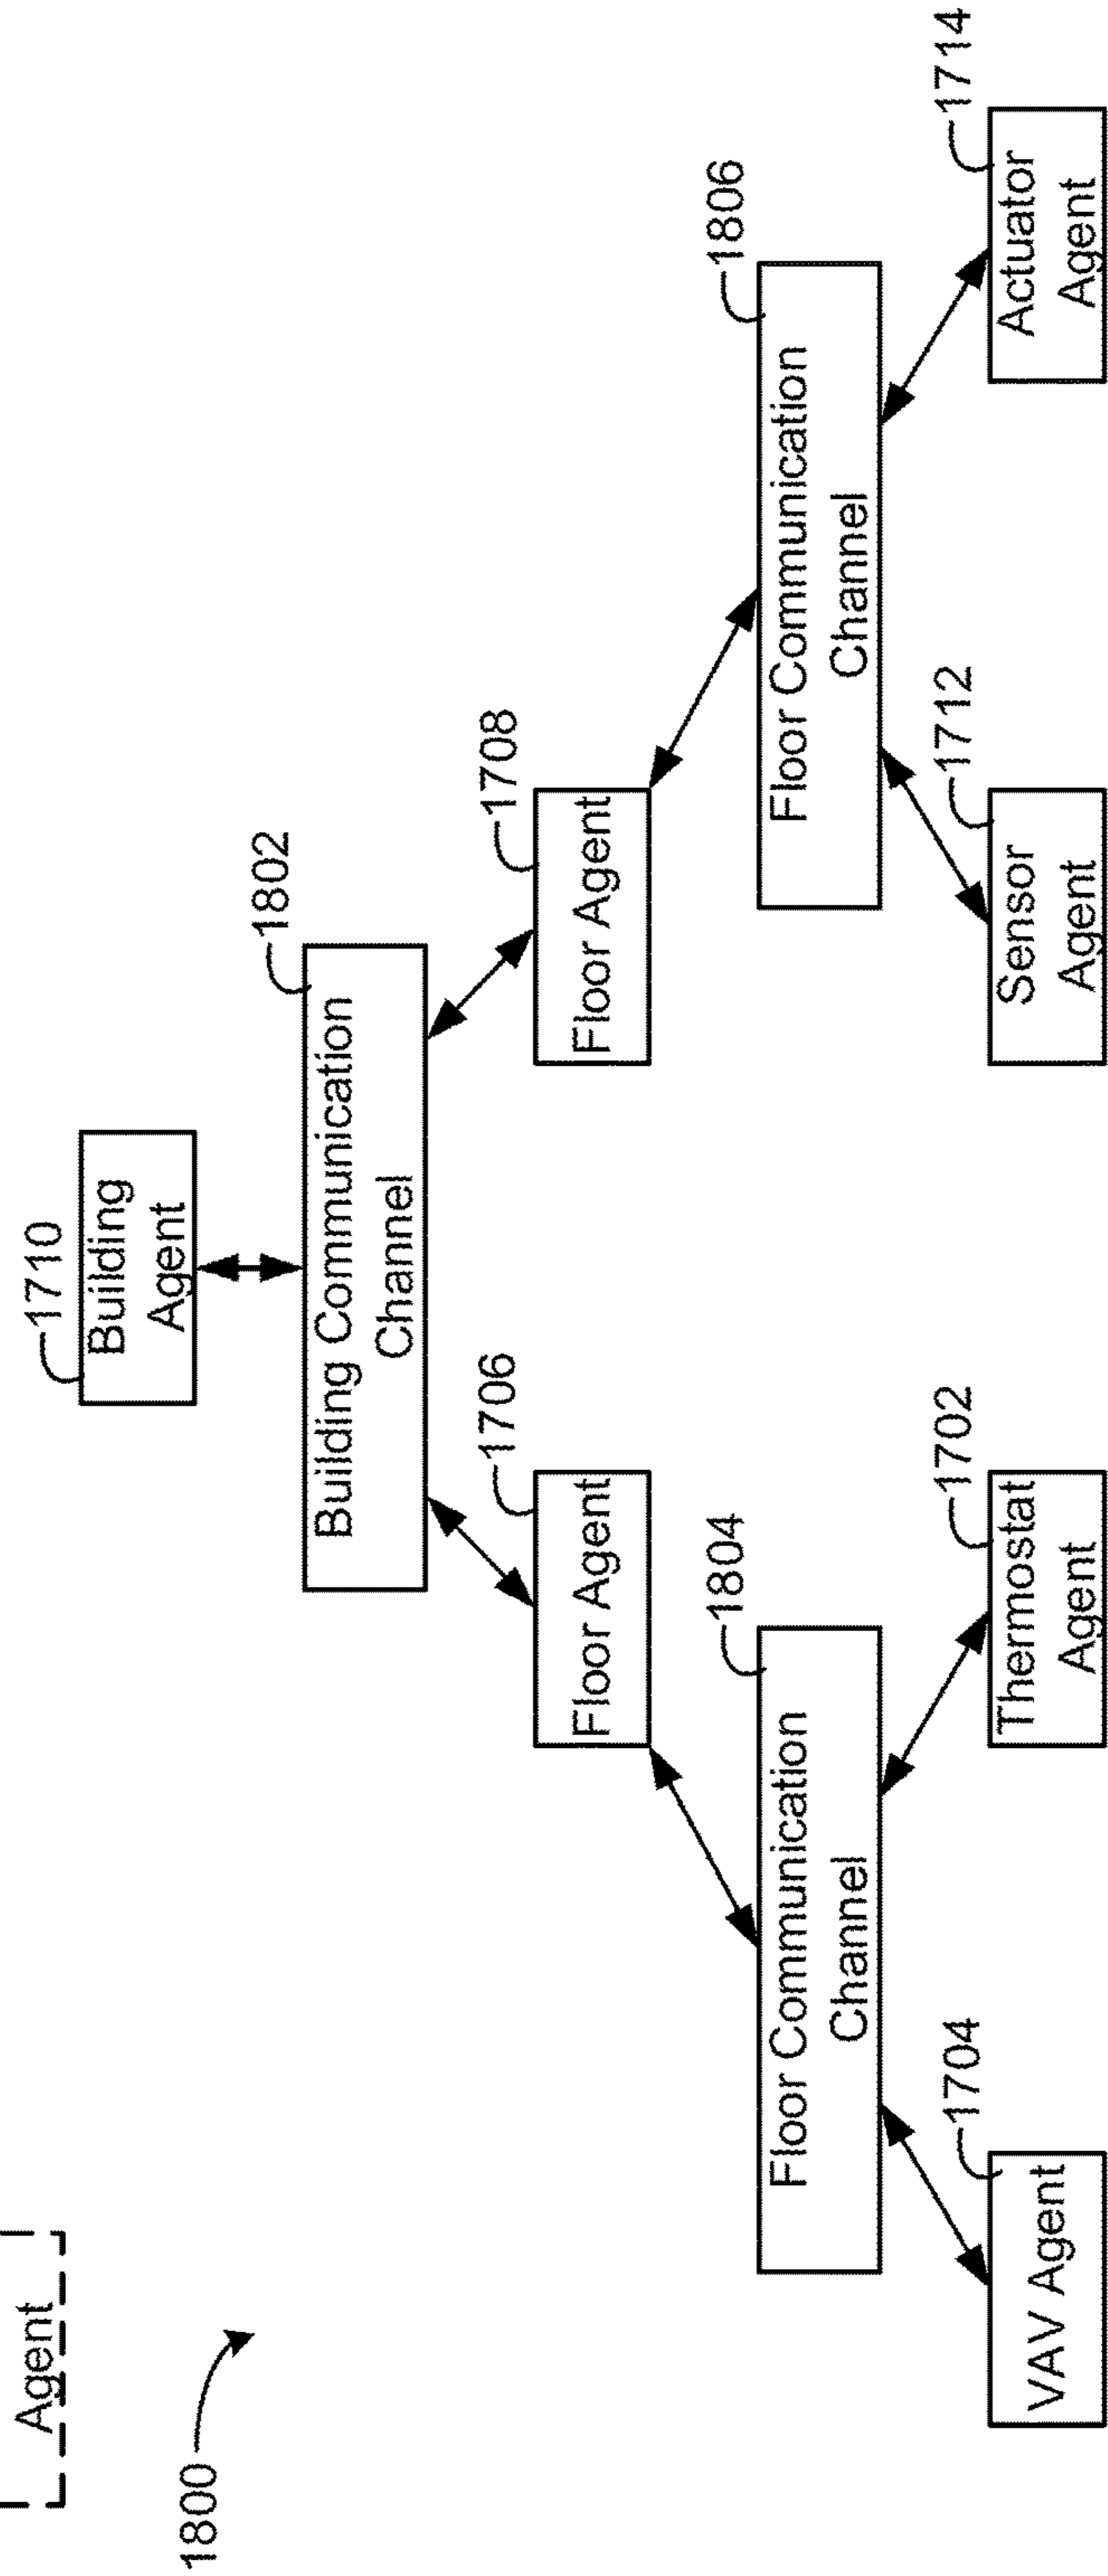 Agent
1800
1710
Building
Agent
1802
Building Communication
Channel
1706
Floor Agent
1708
Floor Agent
1804
Floor Communication
Channel
1806
Floor Communication
Channel
1704
VAV Agent
1702
Thermostat
Agent
1712
Sensor
Agent
1714
Actuator
Agent